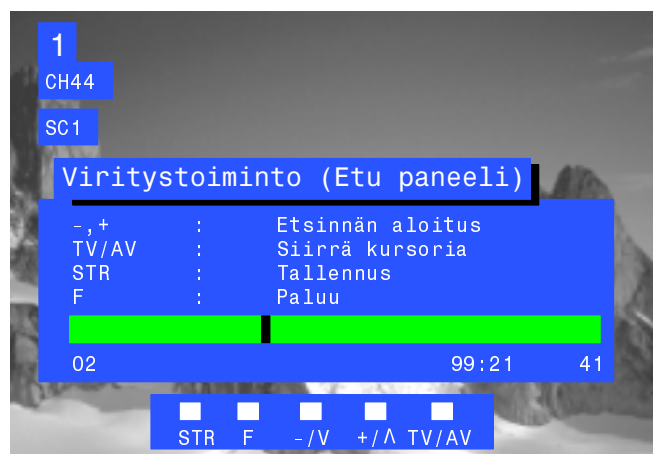 1
CH44
SC1
Viritystoiminto (Etu paneeli)
-,+ : Etsinnän aloitus
TV/AV : Siirrä kursoria
STR : Tallennus
F : Paluu
02 99:21 41
STR F -/V +/Λ TV/AV